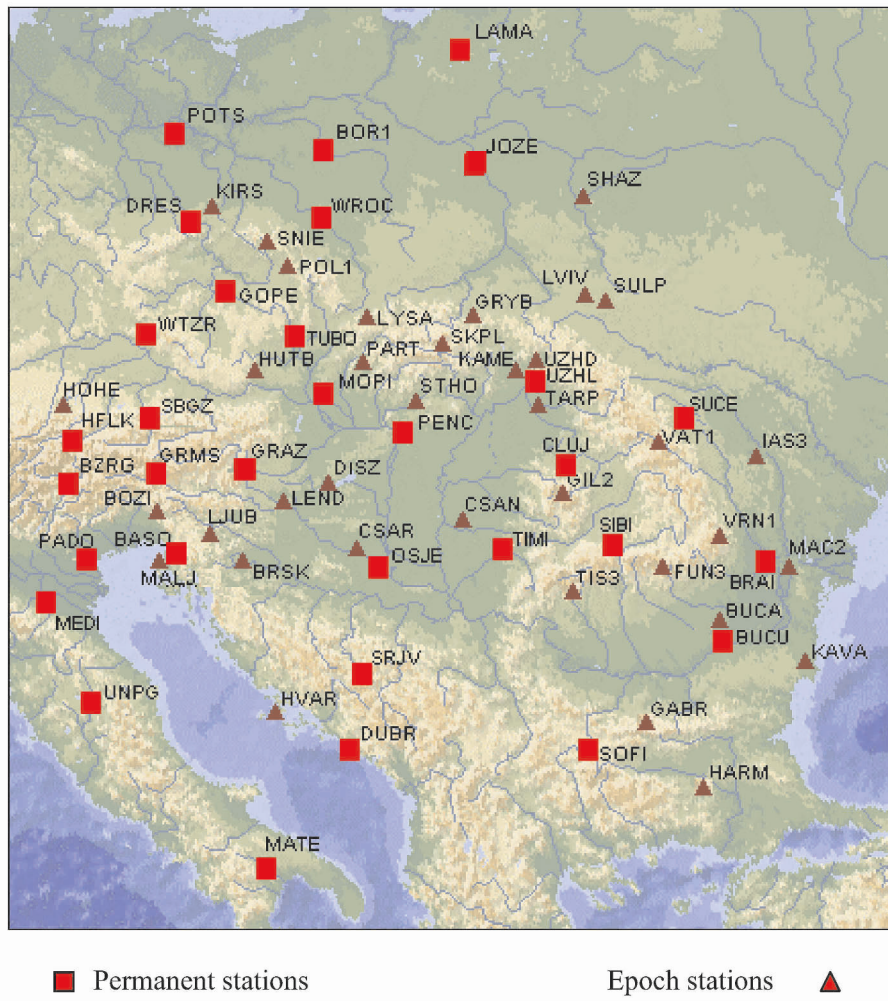 LAMA
POTS
BOR1
JOZE
SHAZ
KIRS
DRES
WROC
SNIE
POL1
LVIV
SULP
GOPE
GRYB
LYSA
WTZR
TUBO
SKPL
PART
KAME
UZHD
HUTB
MOPI
UZHL
STHO
HOHE
SBGZ
TARP
SUCE
HFLK
PENC
VAT1
IAS3
GRMS
GRAZ
CLUJ
BZRG
DISZ
GIL2
BOZI
LEND
LJUB
CSAN
SIBI
VRN1
PADO
BASO
CSAR
TIMI
MAC2
OSJE
MALJ
BRSK
FUN3
BRAI
TIS3
MEDI
BUCA
BUCU
SRJV
KAVA
UNPG
HVAR
GABR
DUBR
SOFI
HARM
MATE
Permanent stations
Epoch stations